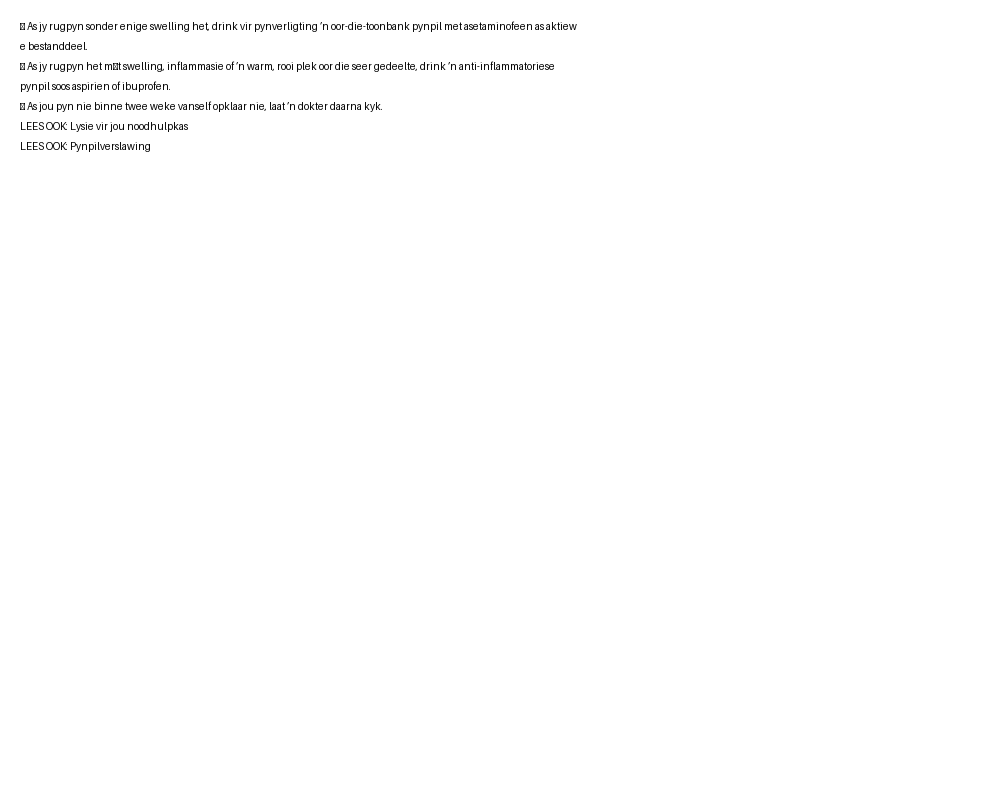 As jy rugpyn sonder enige swelling het, drink vir pynverligting ’n oor-die-toonbank pynpil met asetaminofeen as aktiew
e bestanddeel.
As jy rugpyn het swelling, inflammasie of ’n warm, rooi plek oor die seer gedeelte, drink ’n anti-inflammatoriese
pynpil soos aspirien of ibuprofen.
As jou pyn nie binne twee weke vanself opklaar nie, laat ’n dokter daarna kyk.
LEES OOK: Lysie vir jou noodhulpkas
LEES OOK: Pynpilverslawing